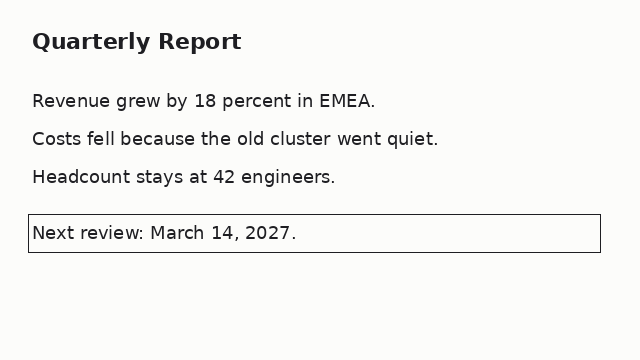 Quarterly Report
Revenue grew by 18 percent in EMEA.
Costs fell because the old cluster went quiet.
Headcount stays at 42 engineers.
Next review: March 14, 2027.